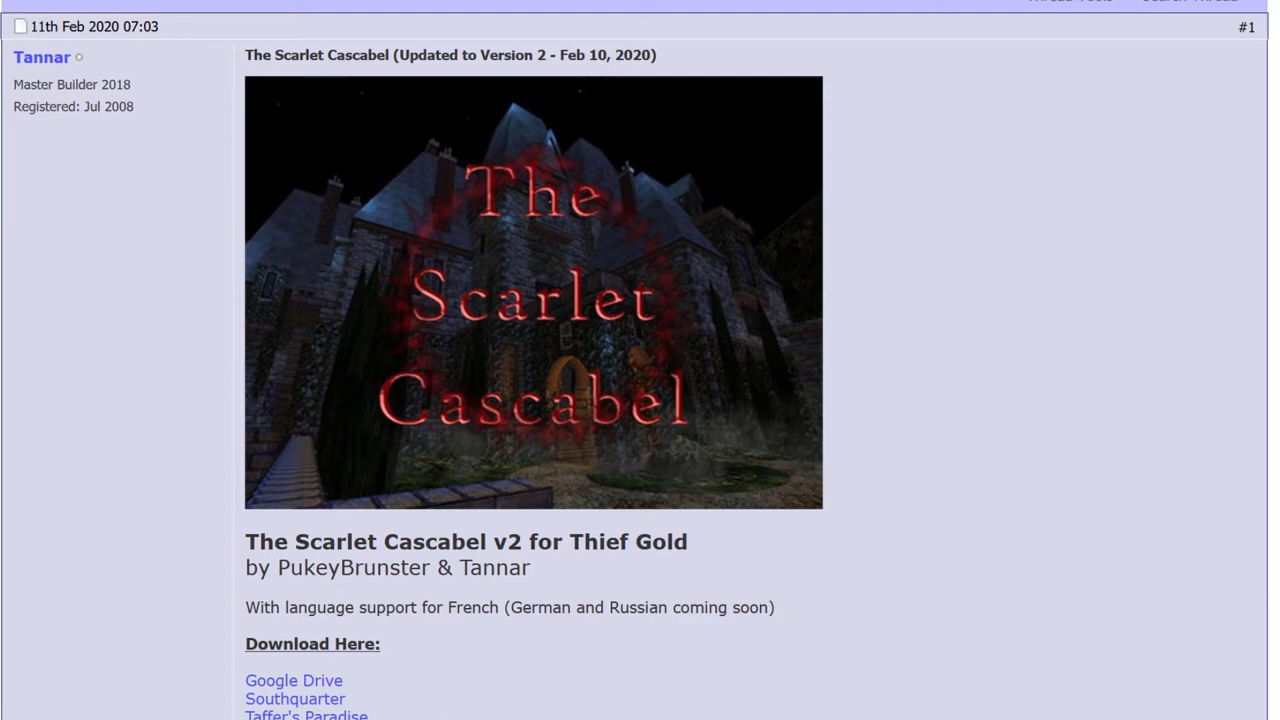 11th Feb 2020 07:03
#1
Tannar
Master Builder 2018
Registered: Jul 2008
The Scarlet Cascabel (Updated to Version 2 - Feb 10, 2020)
The
Scarlet
Cascabel
The Scarlet Cascabel v2 for Thief Gold
by PukeyBrunster & Tannar
With language support for French (German and Russian coming soon)
Download Here:
Google Drive
Southquarter
Taffer's Paradise